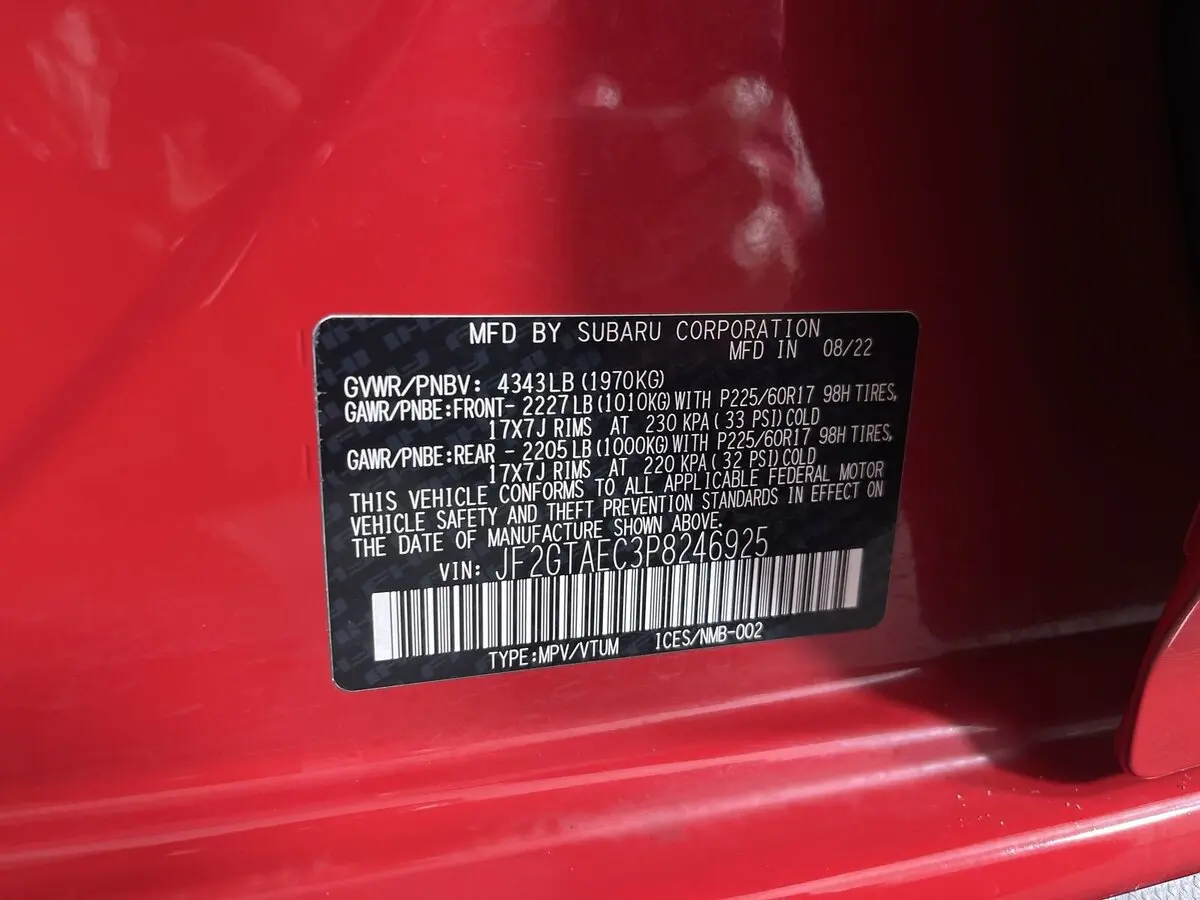 MFD BY SUBARU CORPORATION
MFD IN 08/22
GVWR/PNBV: 4343LB(1970KG)
GAWR/PNBE:FRONT- 2227LB(1010KG)WITH P225/60R17 98H TIRES,
17X7J RIMS AT 230 KPA( 33 PSI)COLD
GAWR/PNBE:REAR - 2205LB(1000KG)WITH P225/60R17 98H TIRES,
17X7J RIMS AT 220 KPA( 32 PSI)COLD
THIS VEHICLE CONFORMS TO ALL APPLICABLE FEDERAL MOTOR
VEHICLE SAFETY AND THEFT PREVENTION STANDARDS IN EFFECT ON
THE DATE OF MANUFACTURE SHOWN ABOVE.
VIN: JF2GTAEC3P8246925
TYPE:MPV/VTUM ICES/NMB-002